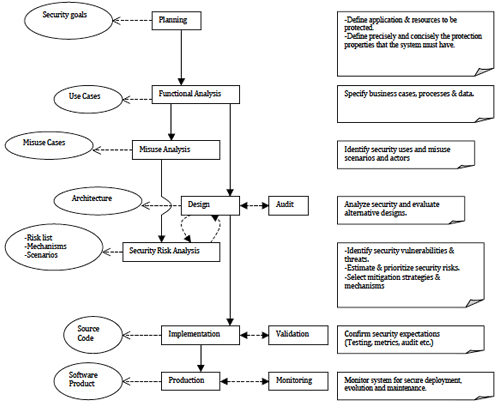 Security goals
Planning
-Define application & resources to be
protected.
-Define precisely and concisely the protection
properties that the system must have.
Use Cases
Functional Analysis
Specify business cases, processes & data.
Misuse Cases
Misuse Analysis
Identify security uses and misuse
scenarios and actors
Architecture
Design
Audit
Analyze security and evaluate
alternative designs.
-Risk list
-Mechanisms
-Scenarios
Security Risk Analysis
-Identify security vulnerabilities &
threats.
-Estimate & prioritize security risks.
-Select mitigation strategies &
mechanisms
Source
Code
Implementation
Validation
Confirm security expectations
(Testing, metrics, audit etc.)
Software
Product
Production
Monitoring
Monitor system for secure deployment,
evolution and maintenance.